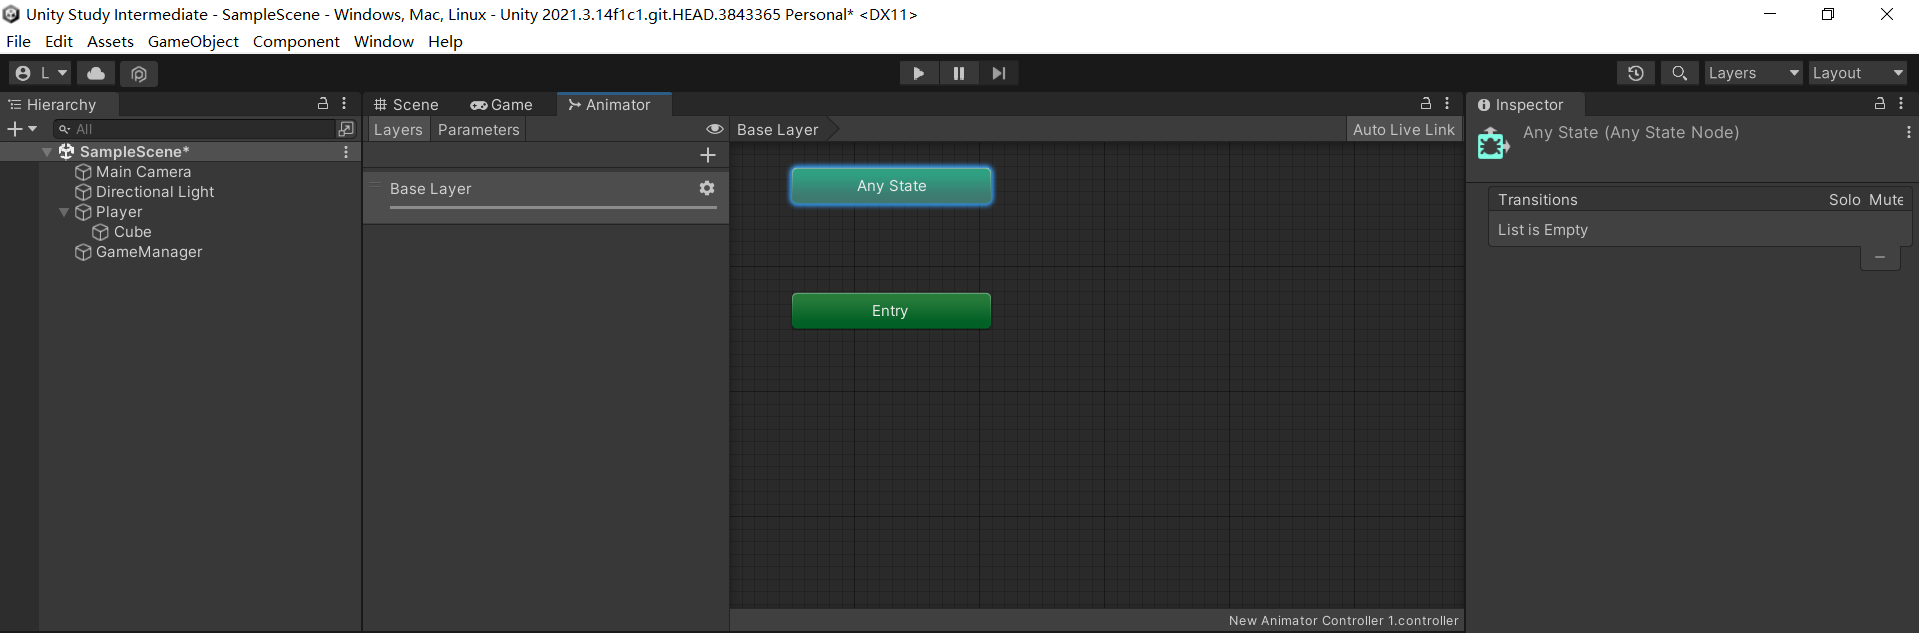 Unity Study Intermediate - SampleScene - Windows, Mac, Linux - Unity 2021.3.14f1c1.git.HEAD.3843365 Personal* <DX11>
File Edit Assets GameObject Component Window Help
L Layers Layout
Hierarchy Scene Game Animator Inspector
All Layers Parameters Base Layer Auto Live Link Any State (Any State Node)
SampleScene*
Main Camera
Directional Light
Player
Cube
GameManager
Base Layer
Any State
Entry
Transitions Solo Mute
List is Empty
New Animator Controller 1.controller